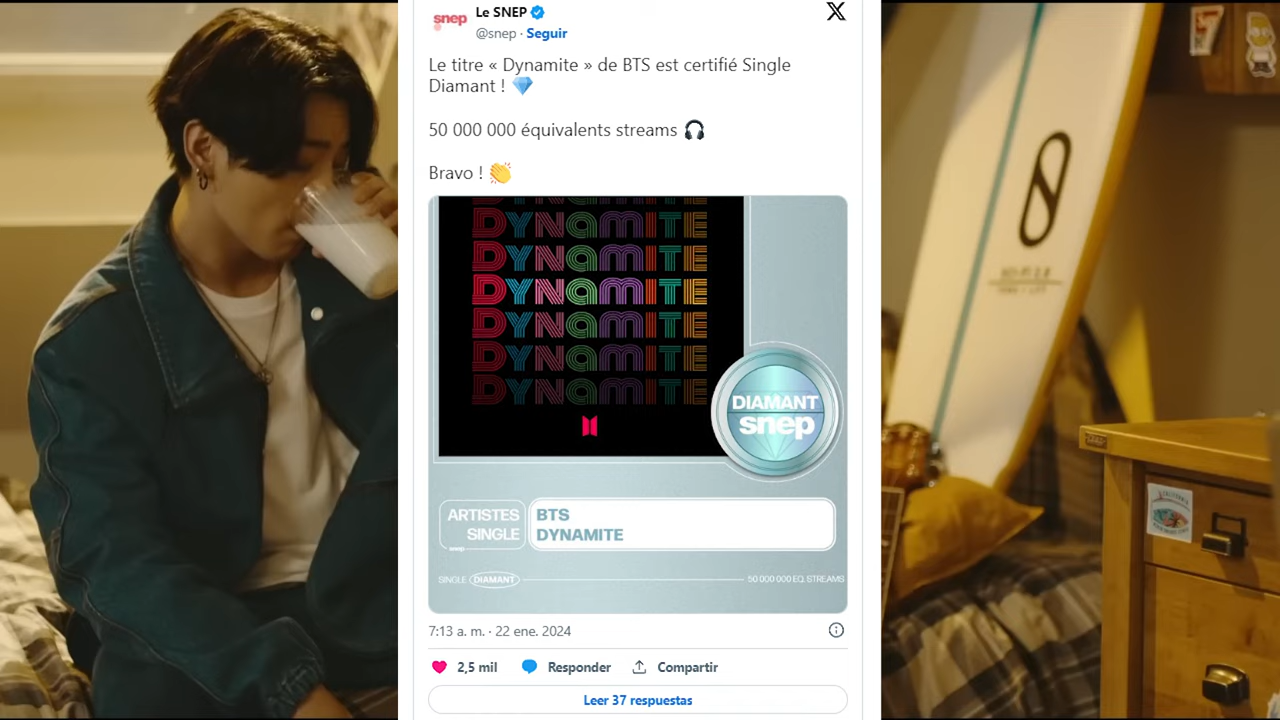 snep
Le SNEP
@snep · Seguir
Le titre « Dynamite » de BTS est certifié Single
Diamant ! 💎
50 000 000 équivalents streams 🎧
Bravo ! 👏
DYNAMITE
DYNAMITE
DYNAMITE
DYNAMITE
DYNAMITE
DYNAMITE
DIAMANT
snep
ARTISTES
SINGLE
snep
BTS
DYNAMITE
SINGLE DIAMANT
50 000 000 EQ. STREAMS
7:13 a. m. · 22 ene. 2024
2,5 mil
Responder
Compartir
Leer 37 respuestas